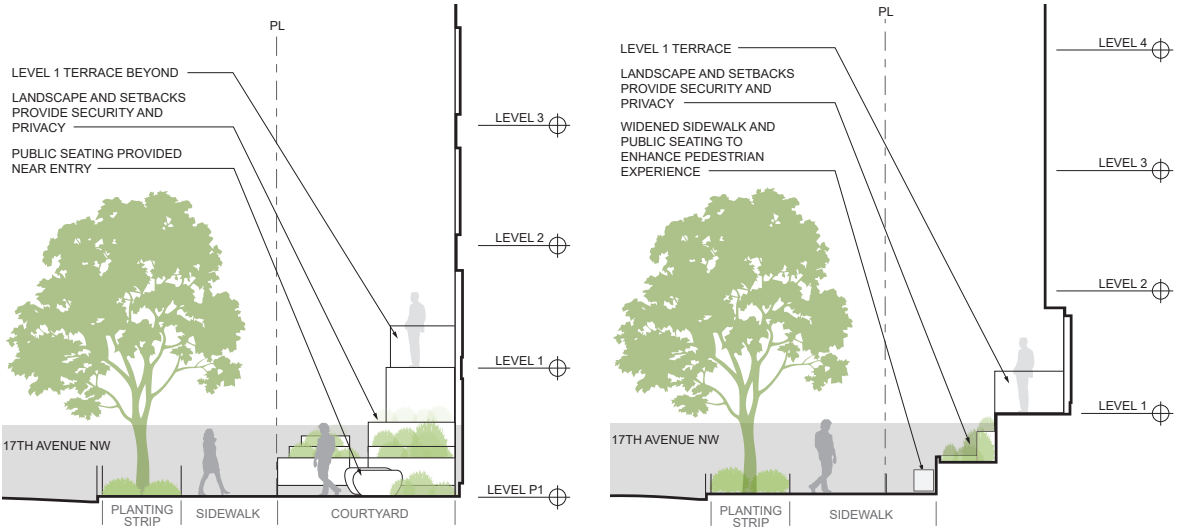 PL
LEVEL 1 TERRACE BEYOND
LANDSCAPE AND SETBACKS
PROVIDE SECURITY AND
PRIVACY
PUBLIC SEATING PROVIDED
NEAR ENTRY
LEVEL 3
LEVEL 2
LEVEL 1
17TH AVENUE NW
LEVEL P1
PLANTING
STRIP
SIDEWALK
COURTYARD
PL
LEVEL 1 TERRACE
LANDSCAPE AND SETBACKS
PROVIDE SECURITY AND
PRIVACY
WIDENED SIDEWALK AND
PUBLIC SEATING TO
ENHANCE PEDESTRIAN
EXPERIENCE
LEVEL 4
LEVEL 3
LEVEL 2
LEVEL 1
17TH AVENUE NW
PLANTING
STRIP
SIDEWALK